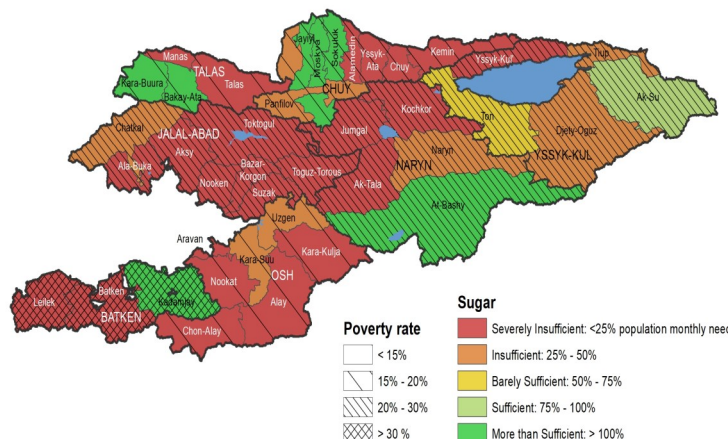 Manas
TALAS
Kara-Buura
Talas
Bakay-Ata
Jayiyl
Moskva
Sokuluk
Alamedin
Yssyk-
Ata
Chuy
Kemin
Yssyk-Kul
Tiup
CHUY
Panfilov
Ak-Su
Chatkal
JALAL-ABAD
Toktogul
Kochkor
Ton
Djety-Oguz
Aksy
Jumgal
Naryn
YSSYK-KUL
Ala-Buka
Bazar-
Korgon
NARYN
Nooken
Toguz-Torous
Ak-Tala
Suzak
At-Bashy
Uzgen
Aravan
Kara-Suu
Kara-Kulja
OSH
Nookat
Alay
Leilek
Batken
Kadamjay
BATKEN
Chon-Alay
Poverty rate
< 15%
15% - 20%
20% - 30%
> 30 %
Sugar
Severely Insufficient: <25% population monthly need
Insufficient: 25% - 50%
Barely Sufficient: 50% - 75%
Sufficient: 75% - 100%
More than Sufficient: > 100%